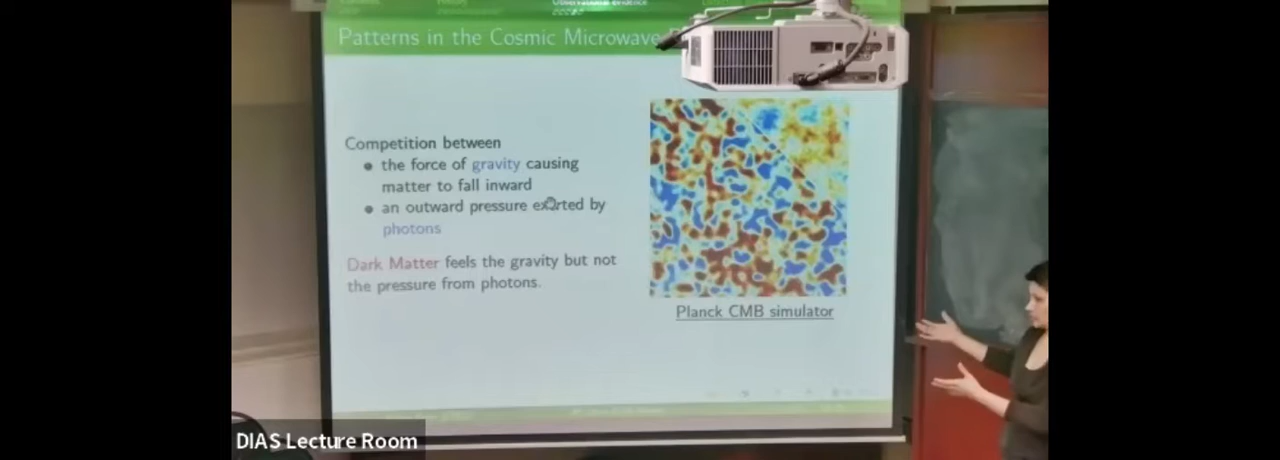 Observational evidence
Patterns in the Cosmic Microwave
Competition between
the force of gravity causing
matter to fall inward
an outward pressure exerted by
photons
Dark Matter feels the gravity but not
the pressure from photons.
Planck CMB simulator
DIAS Lecture Room